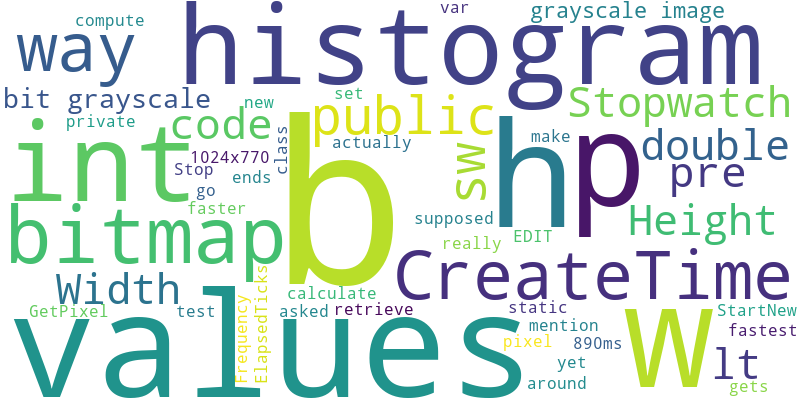 compute
var
grayscale image
way
histogram
bit grayscale
new
set
public
Stopwatch
private
code
class
actually
make
double
int
b
h
p
1024x770
Stop
ends
go
sw
pre
faster
supposed
Height
bitmap
really
EDIT
Width
CreateTime
calculate
GetPixel
test
Frequency
ElapsedTicks
asked
retrieve
static
w
StartNew
values
mention
fastest
pixel
890ms
lt
yet
around
gets